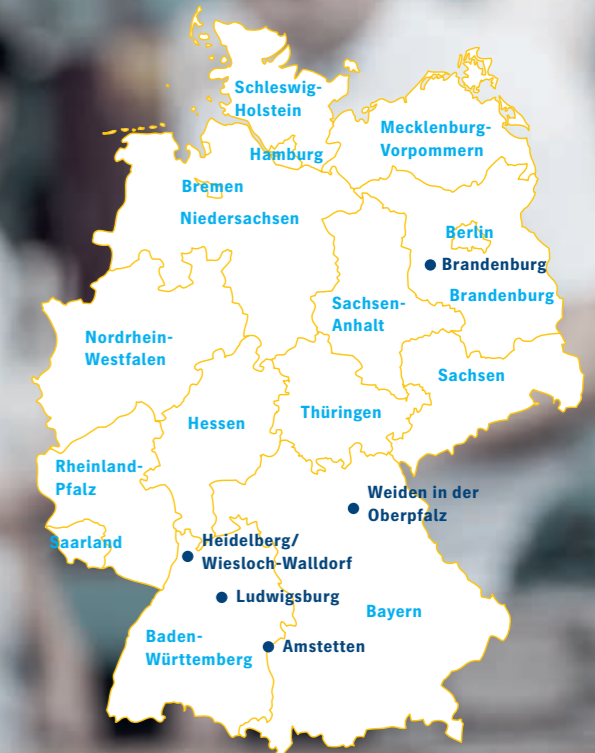 Schleswig-
Holstein
Mecklenburg-
Vorpommern
Hamburg
Bremen
Niedersachsen
Berlin
Brandenburg
Brandenburg
Sachsen-
Anhalt
Nordrhein-
Westfalen
Sachsen
Thüringen
Hessen
Rheinland-
Pfalz
Weiden in der
Oberpfalz
Saarland
Heidelberg/
Wiesloch-Walldorf
Ludwigsburg
Bayern
Baden-
Württemberg
Amstetten